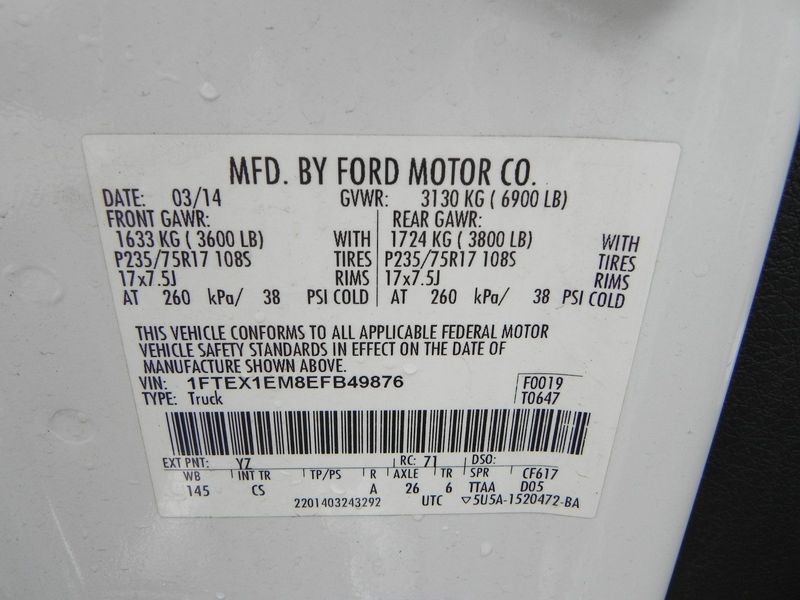 MFD. BY FORD MOTOR CO.
DATE: 03/14 GVWR: 3130 KG ( 6900 LB)
FRONT GAWR: REAR GAWR:
1633 KG ( 3600 LB) WITH 1724 KG ( 3800 LB) WITH
P235/75R17 108S TIRES P235/75R17 108S TIRES
17x7.5J RIMS 17x7.5J RIMS
AT 260 kPa/ 38 PSI COLD AT 260 kPa/ 38 PSI COLD
THIS VEHICLE CONFORMS TO ALL APPLICABLE FEDERAL MOTOR
VEHICLE SAFETY STANDARDS IN EFFECT ON THE DATE OF
MANUFACTURE SHOWN ABOVE.
VIN: 1FTEX1EM8EFB49876 F0019
TYPE: Truck T0647
EXT PNT: YZ RC: 71 DSO:
WB INT TR TP/PS R AXLE TR SPR CF617
145 CS A 26 6 TTAA D05
2201403243292 UTC ▽5U5A-1520472-BA